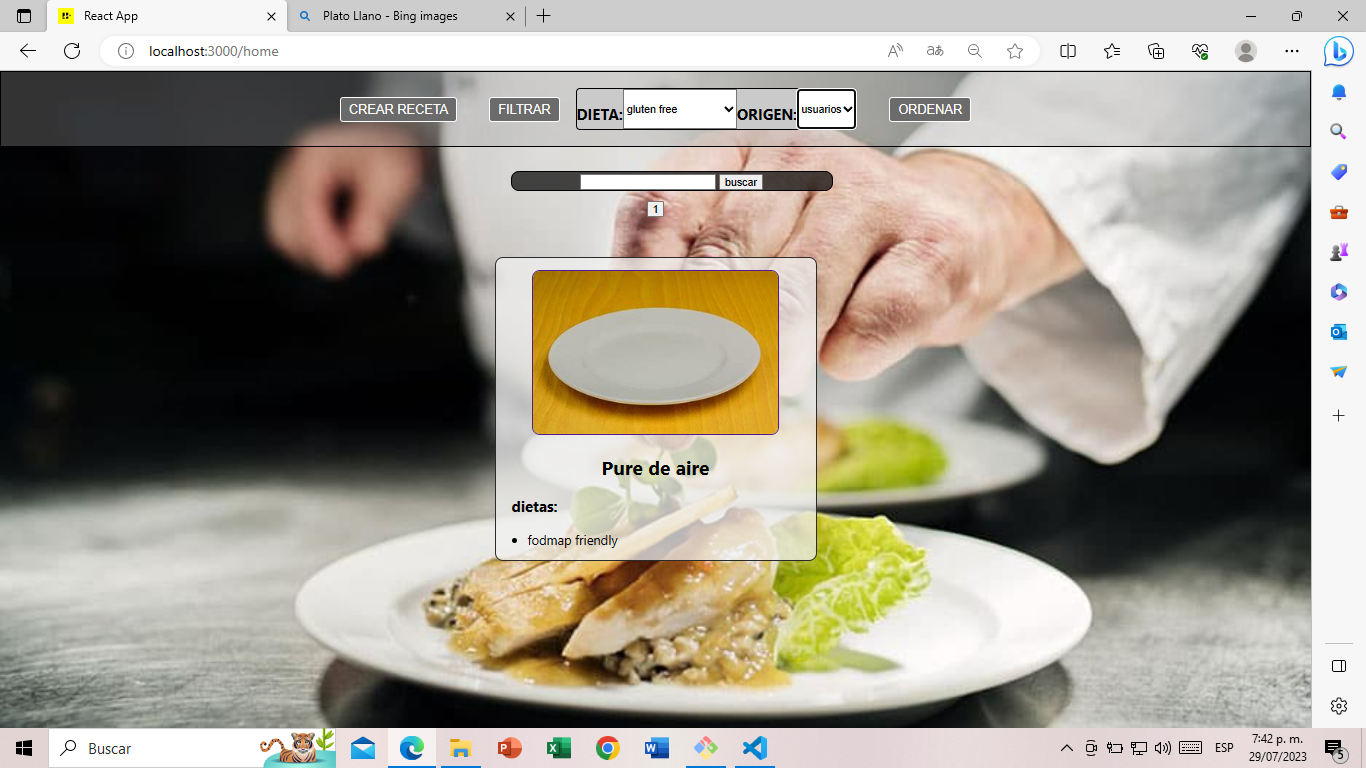 React App
Plato Llano - Bing images
localhost:3000/home
CREAR RECETA FILTRAR DIETA: gluten free ORIGEN: usuarios ORDENAR
buscar
1
Pure de aire
dietas:
• fodmap friendly
Buscar
ESP
7:42 p. m.
29/07/2023
5